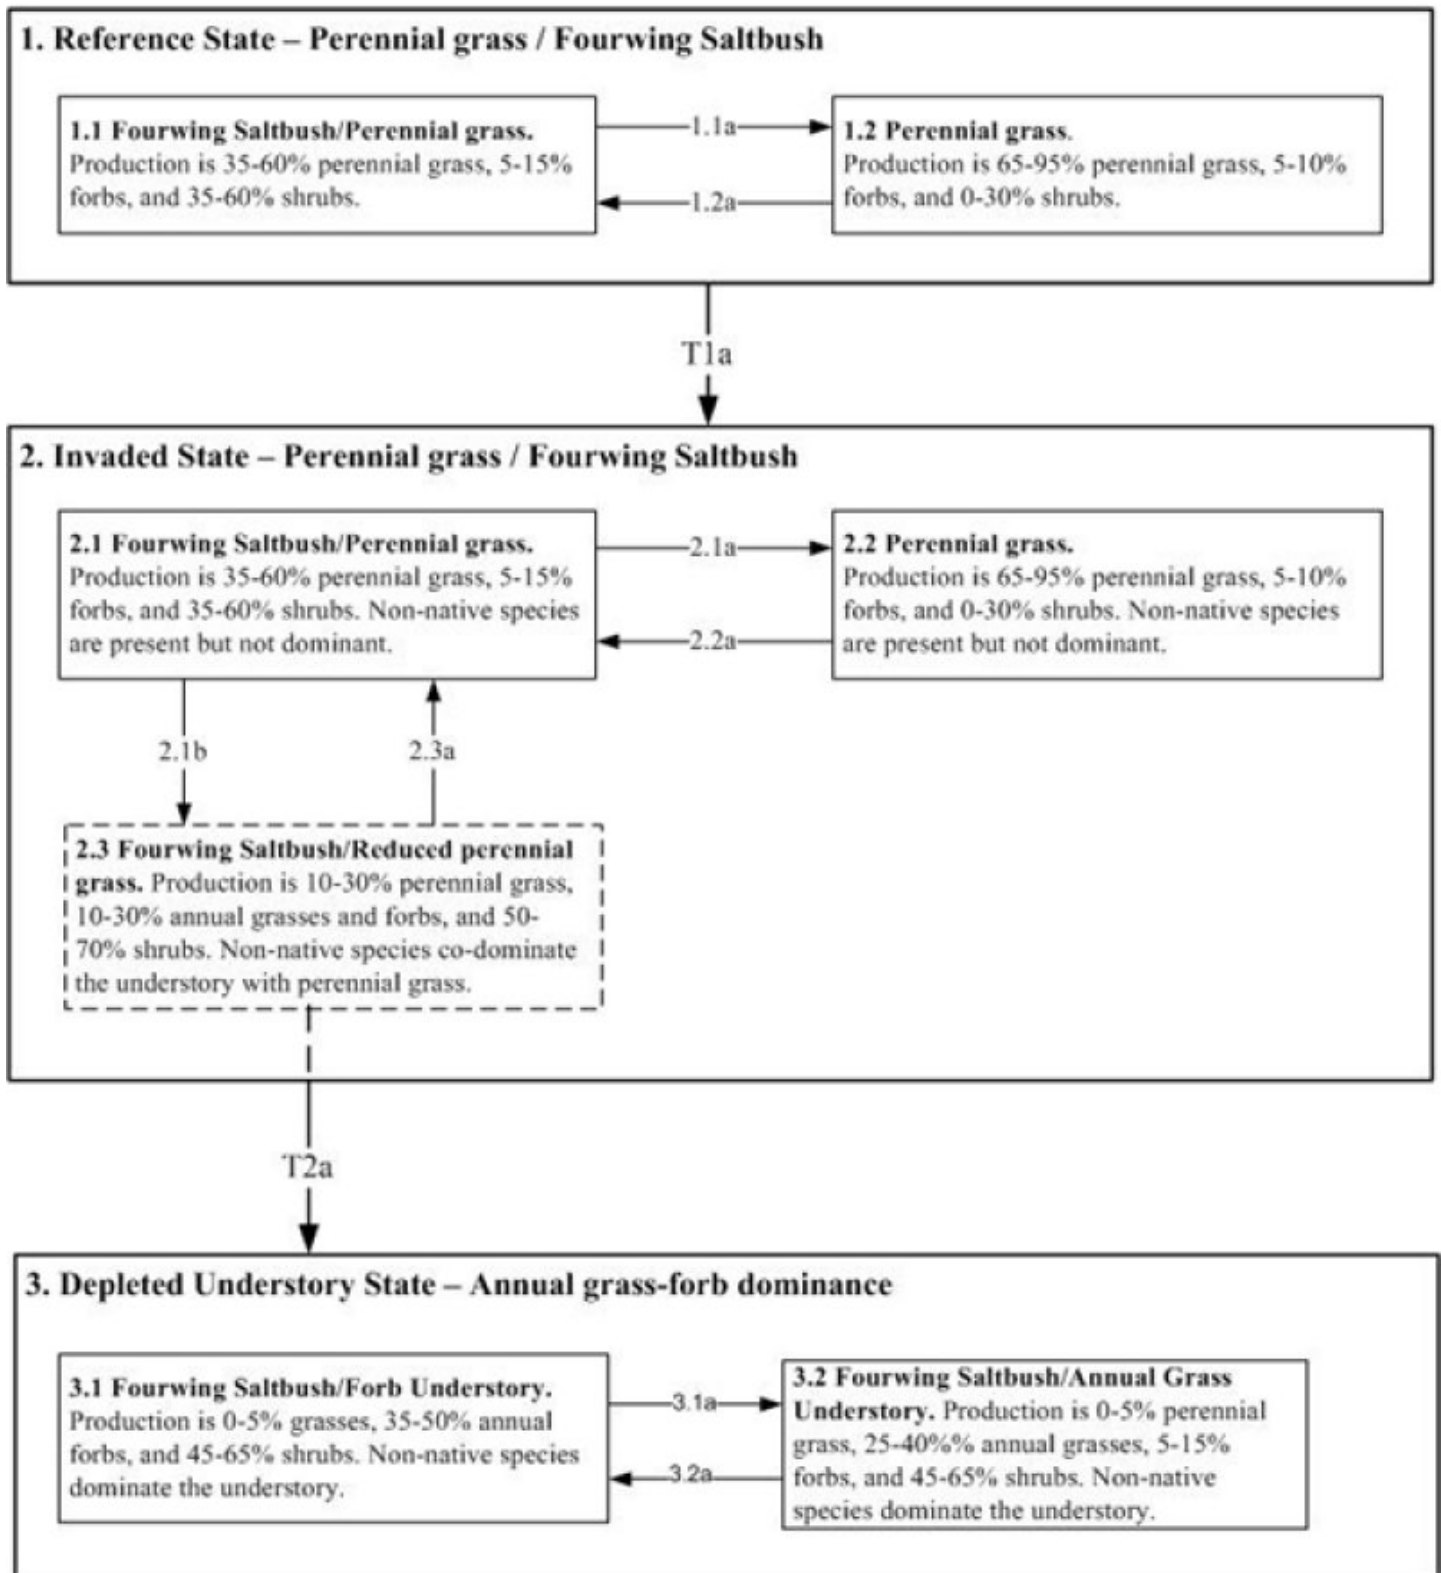 1. Reference State – Perennial grass / Fourwing Saltbush
1.1 Fourwing Saltbush/Perennial grass.
Production is 35-60% perennial grass, 5-15%
forbs, and 35-60% shrubs.
1.1a
1.2a
1.2 Perennial grass.
Production is 65-95% perennial grass, 5-10%
forbs, and 0-30% shrubs.
T1a
2. Invaded State – Perennial grass / Fourwing Saltbush
2.1 Fourwing Saltbush/Perennial grass.
Production is 35-60% perennial grass, 5-15%
forbs, and 35-60% shrubs. Non-native species
are present but not dominant.
2.1a
2.2a
2.2 Perennial grass.
Production is 65-95% perennial grass, 5-10%
forbs, and 0-30% shrubs. Non-native species
are present but not dominant.
2.1b
2.3a
2.3 Fourwing Saltbush/Reduced perennial
grass. Production is 10-30% perennial grass,
10-30% annual grasses and forbs, and 50-
70% shrubs. Non-native species co-dominate
the understory with perennial grass.
T2a
3. Depleted Understory State – Annual grass-forb dominance
3.1 Fourwing Saltbush/Forb Understory.
Production is 0-5% grasses, 35-50% annual
forbs, and 45-65% shrubs. Non-native species
dominate the understory.
3.1a
3.2a
3.2 Fourwing Saltbush/Annual Grass
Understory. Production is 0-5% perennial
grass, 25-40%% annual grasses, 5-15%
forbs, and 45-65% shrubs. Non-native
species dominate the understory.